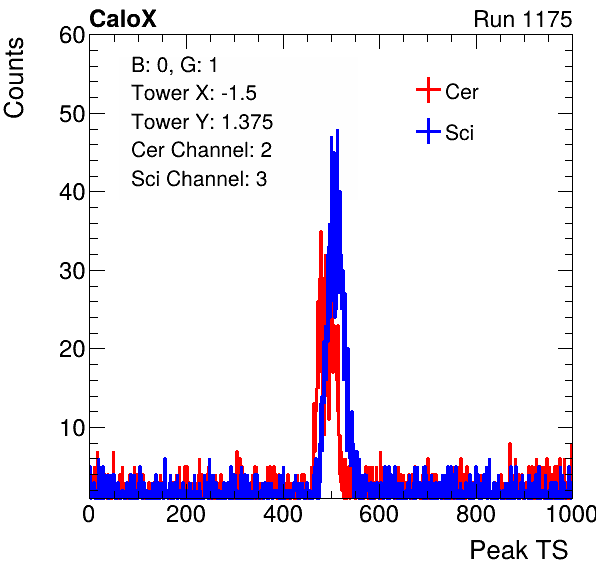 CaloX Run 1175
Counts
60
50
40
30
20
10
B: 0, G: 1
Tower X: -1.5
Tower Y: 1.375
Cer Channel: 2
Sci Channel: 3
Cer
Sci
0 200 400 600 800 1000
Peak TS